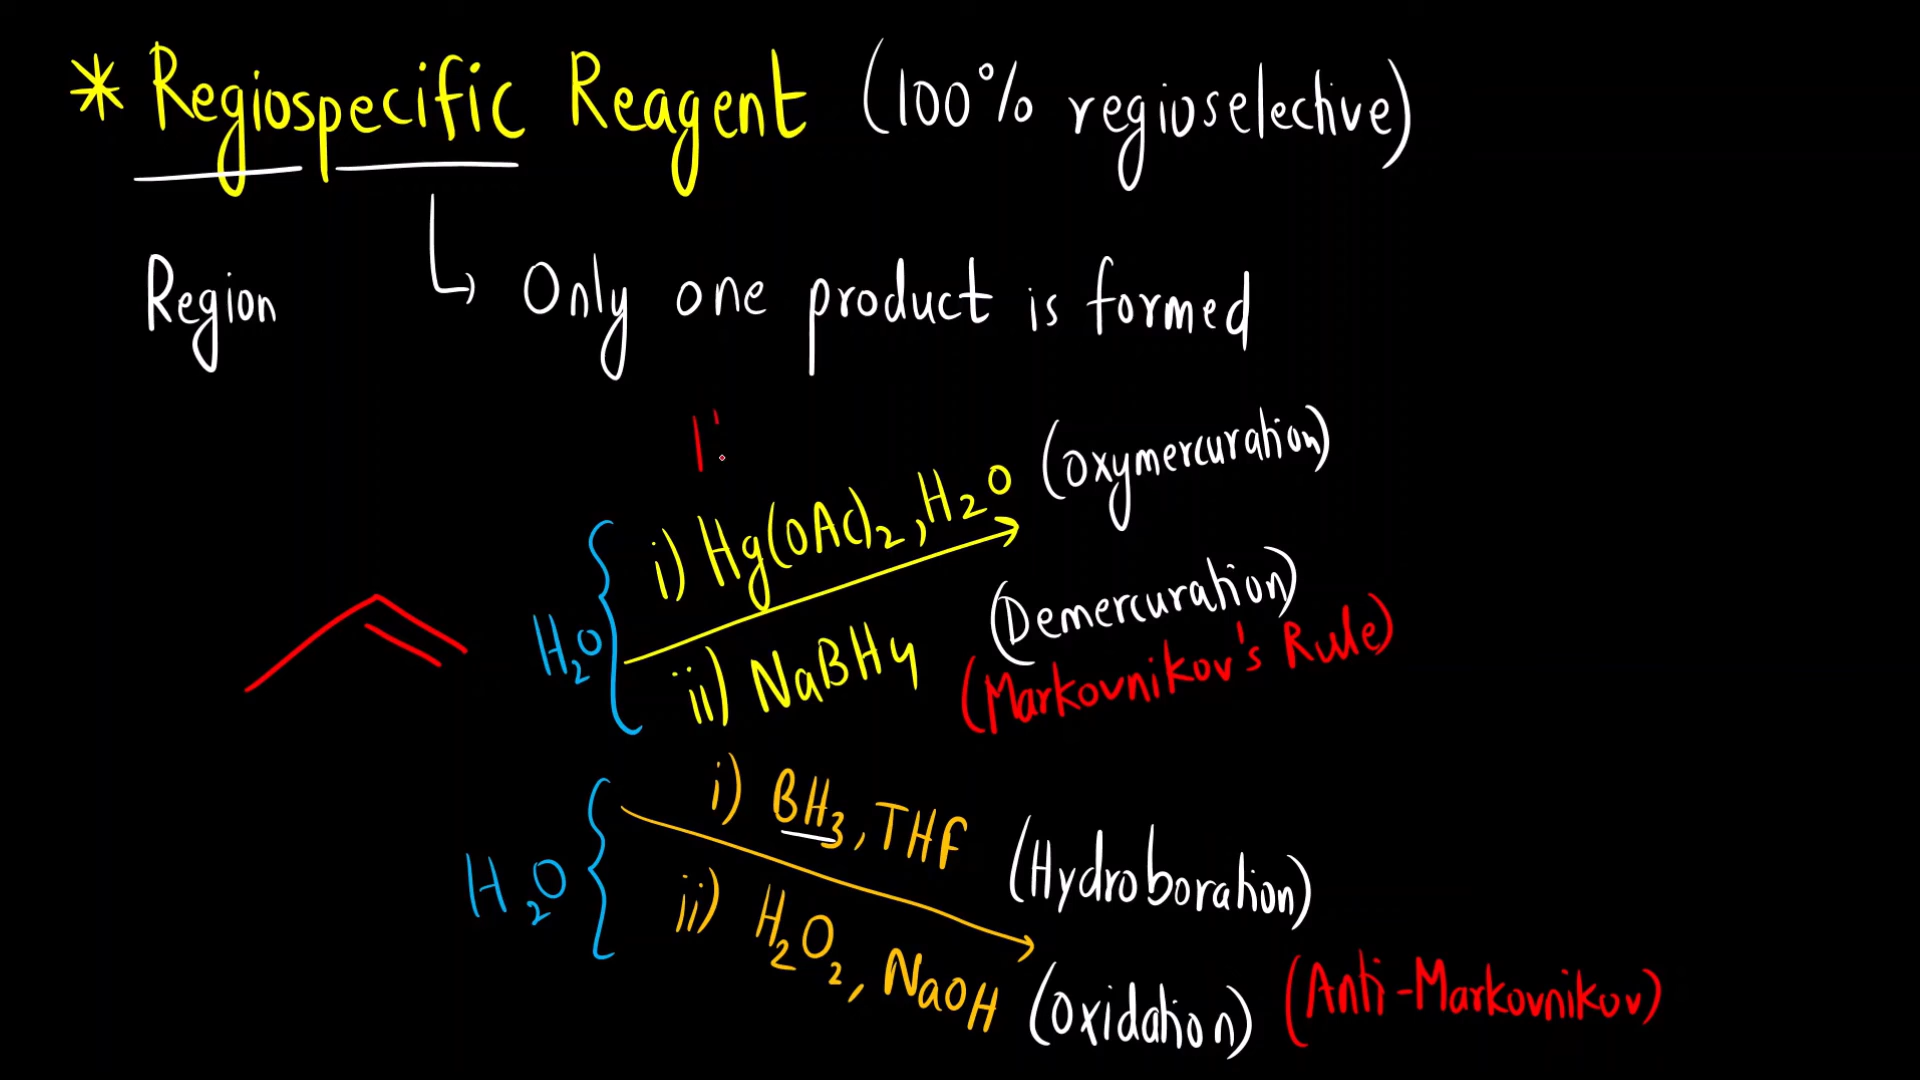 * Regiospecific Reagent (100% regioselective)
Region
Only one product is formed
i) Hg(OAc)2, H2O (Oxymercuration)
H2O
ii) NaBH4 (Demercuration)
(Markovnikov's Rule)
i) BH3, THF (Hydroboration)
H2O
ii) H2O2, NaOH (Oxidation) (Anti-Markovnikov)